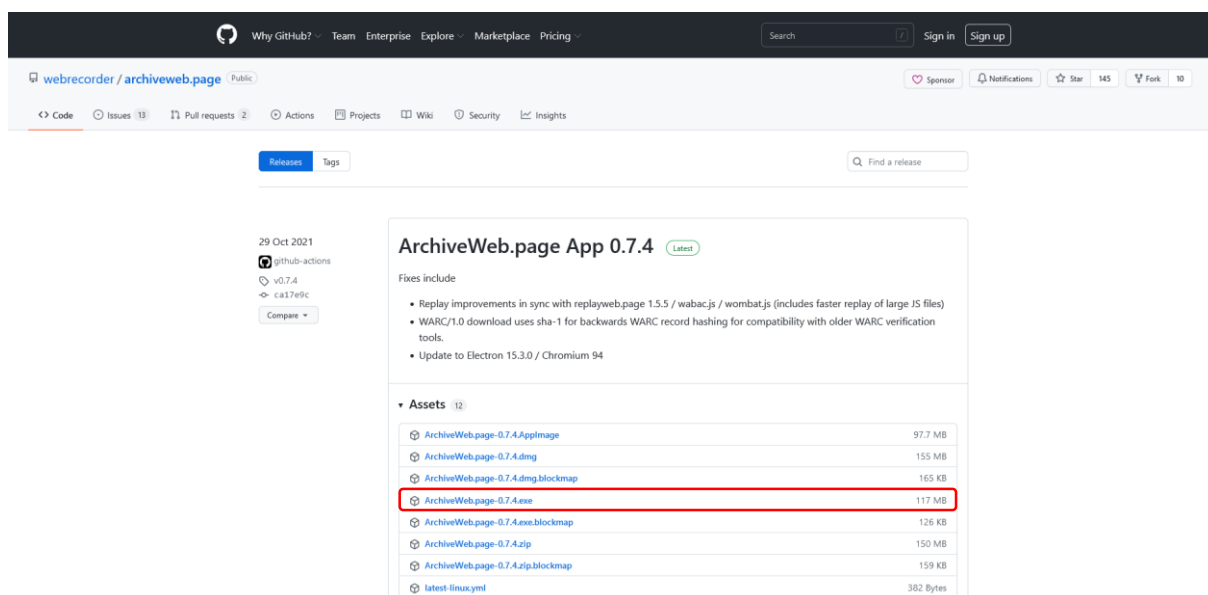 Why GitHub? Team Enterprise Explore Marketplace Pricing Search / Sign in Sign up
webrecorder / archiveweb.page Public Sponsor Notifications Star 145 Fork 10
<> Code Issues 13 Pull requests 2 Actions Projects Wiki Security Insights
Releases Tags Find a release
29 Oct 2021
github-actions
v0.7.4
ca17e9c
Compare
ArchiveWeb.page App 0.7.4 Latest
Fixes include
• Replay improvements in sync with replayweb.page 1.5.5 / wabac.js / wombat.js (includes faster replay of large JS files)
• WARC/1.0 download uses sha-1 for backwards WARC record hashing for compatibility with older WARC verification
tools.
• Update to Electron 15.3.0 / Chromium 94
Assets 12
ArchiveWeb.page-0.7.4.AppImage 97.7 MB
ArchiveWeb.page-0.7.4.dmg 155 MB
ArchiveWeb.page-0.7.4.dmg.blockmap 165 KB
ArchiveWeb.page-0.7.4.exe 117 MB
ArchiveWeb.page-0.7.4.exe.blockmap 126 KB
ArchiveWeb.page-0.7.4.zip 150 MB
ArchiveWeb.page-0.7.4.zip.blockmap 159 KB
latest-linux.yml 382 Bytes